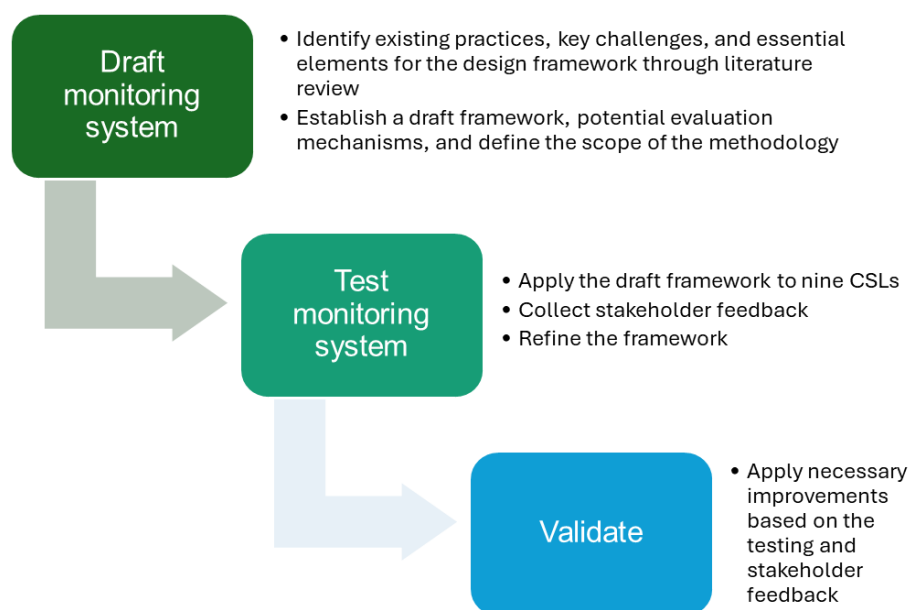 Draft
monitoring
system
• Identify existing practices, key challenges, and essential
elements for the design framework through literature
review
• Establish a draft framework, potential evaluation
mechanisms, and define the scope of the methodology
Test
monitoring
system
• Apply the draft framework to nine CSLs
• Collect stakeholder feedback
• Refine the framework
Validate
• Apply necessary
improvements
based on the
testing and
stakeholder
feedback